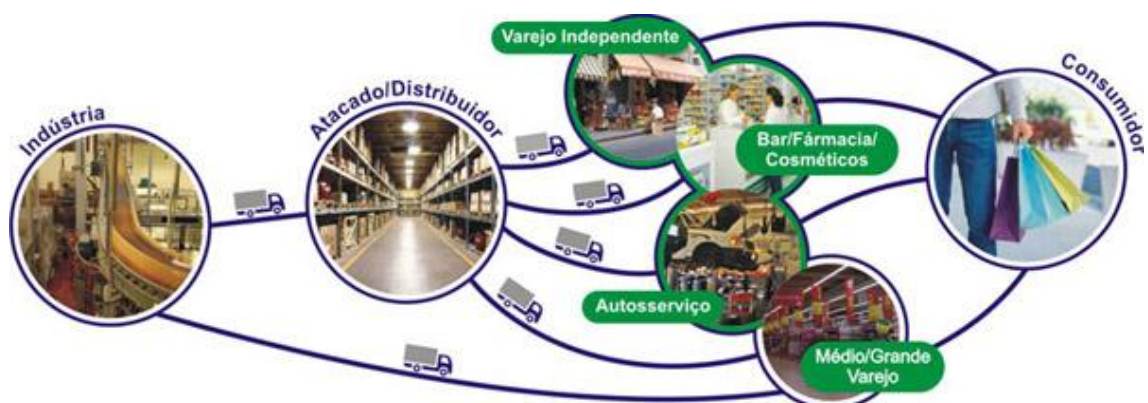 Indústria
Atacado/Distribuidor
Varejo Independente
Bar/Fármacia/
Cosméticos
Autosserviço
Médio/Grande
Varejo
Consumidor